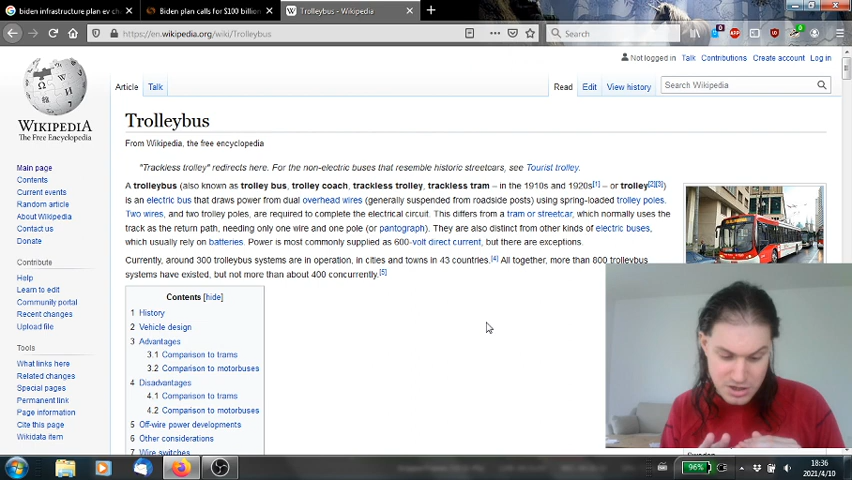 biden infrastructure plan ev ch
Biden plan calls for $100 billion
Trolleybus - Wikipedia
https://en.wikipedia.org/wiki/Trolleybus
Search
Not logged in Talk Contributions Create account Log in
Article Talk
Read Edit View history
Search Wikipedia
WIKIPEDIA
The Free Encyclopedia
Main page
Contents
Current events
Random article
About Wikipedia
Contact us
Donate
Contribute
Help
Learn to edit
Community portal
Recent changes
Upload file
Tools
What links here
Related changes
Special pages
Permanent link
Page information
Cite this page
Wikidata item
Trolleybus
From Wikipedia, the free encyclopedia
"Trackless trolley" redirects here. For the non-electric buses that resemble historic streetcars, see Tourist trolley.
A trolleybus (also known as trolley bus, trolley coach, trackless trolley, trackless tram – in the 1910s and 1920s[1] – or trolley[2][3])
is an electric bus that draws power from dual overhead wires (generally suspended from roadside posts) using spring-loaded trolley poles.
Two wires, and two trolley poles, are required to complete the electrical circuit. This differs from a tram or streetcar, which normally uses the
track as the return path, needing only one wire and one pole (or pantograph). They are also distinct from other kinds of electric buses,
which usually rely on batteries. Power is most commonly supplied as 600-volt direct current, but there are exceptions.
Currently, around 300 trolleybus systems are in operation, in cities and towns in 43 countries.[4] All together, more than 800 trolleybus
systems have existed, but not more than about 400 concurrently.[5]
Contents [hide]
1 History
2 Vehicle design
3 Advantages
3.1 Comparison to trams
3.2 Comparison to motorbuses
4 Disadvantages
4.1 Comparison to trams
4.2 Comparison to motorbuses
5 Off-wire power developments
6 Other considerations
7 Wire switches
Sweden
96%
18:36
2021/4/10